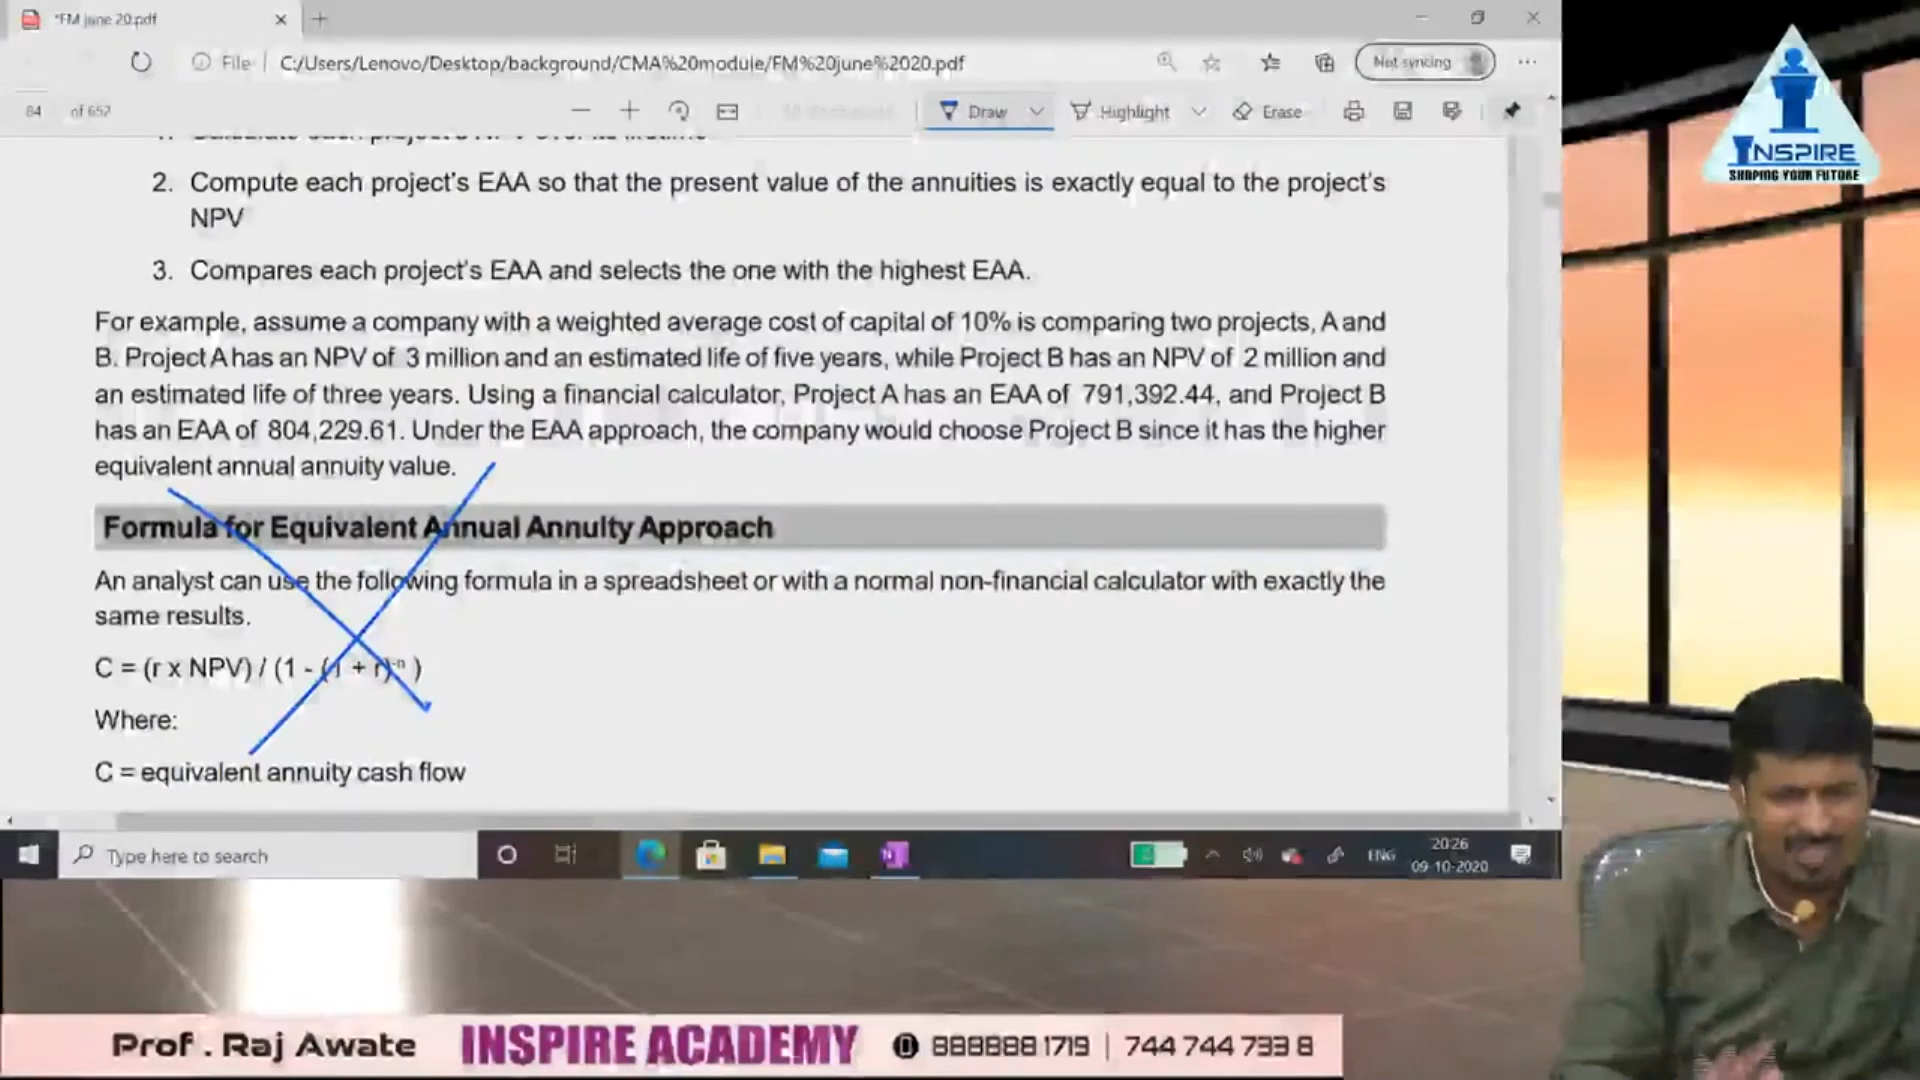 *FM june 20.pdf
File
C:/Users/Lenovo/Desktop/background/CMA%20module/FM%20june%2020.pdf
Not syncing
84 of 652
Draw
Highlight
Erase
2. Compute each project's EAA so that the present value of the annuities is exactly equal to the project's
NPV
3. Compares each project's EAA and selects the one with the highest EAA.
For example, assume a company with a weighted average cost of capital of 10% is comparing two projects, A and
B. Project A has an NPV of 3 million and an estimated life of five years, while Project B has an NPV of 2 million and
an estimated life of three years. Using a financial calculator, Project A has an EAA of 791,392.44, and Project B
has an EAA of 804,229.61. Under the EAA approach, the company would choose Project B since it has the higher
equivalent annual annuity value.
Formula for Equivalent Annual Annuity Approach
An analyst can use the following formula in a spreadsheet or with a normal non-financial calculator with exactly the
same results.
C = (r x NPV) / (1 - (1 + r)-n )
Where:
C = equivalent annuity cash flow
Type here to search
ENG
20:26
09-10-2020
INSPIRE
SHAPING YOUR FUTURE
Prof . Raj Awate INSPIRE ACADEMY 888888 1719 | 744 744 733 8